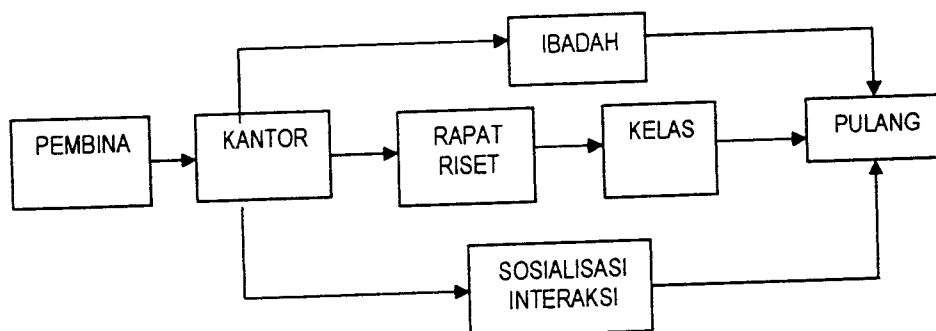 IBADAH
PEMBINA
KANTOR
RAPAT
RISET
KELAS
PULANG
SOSIALISASI
INTERAKSI